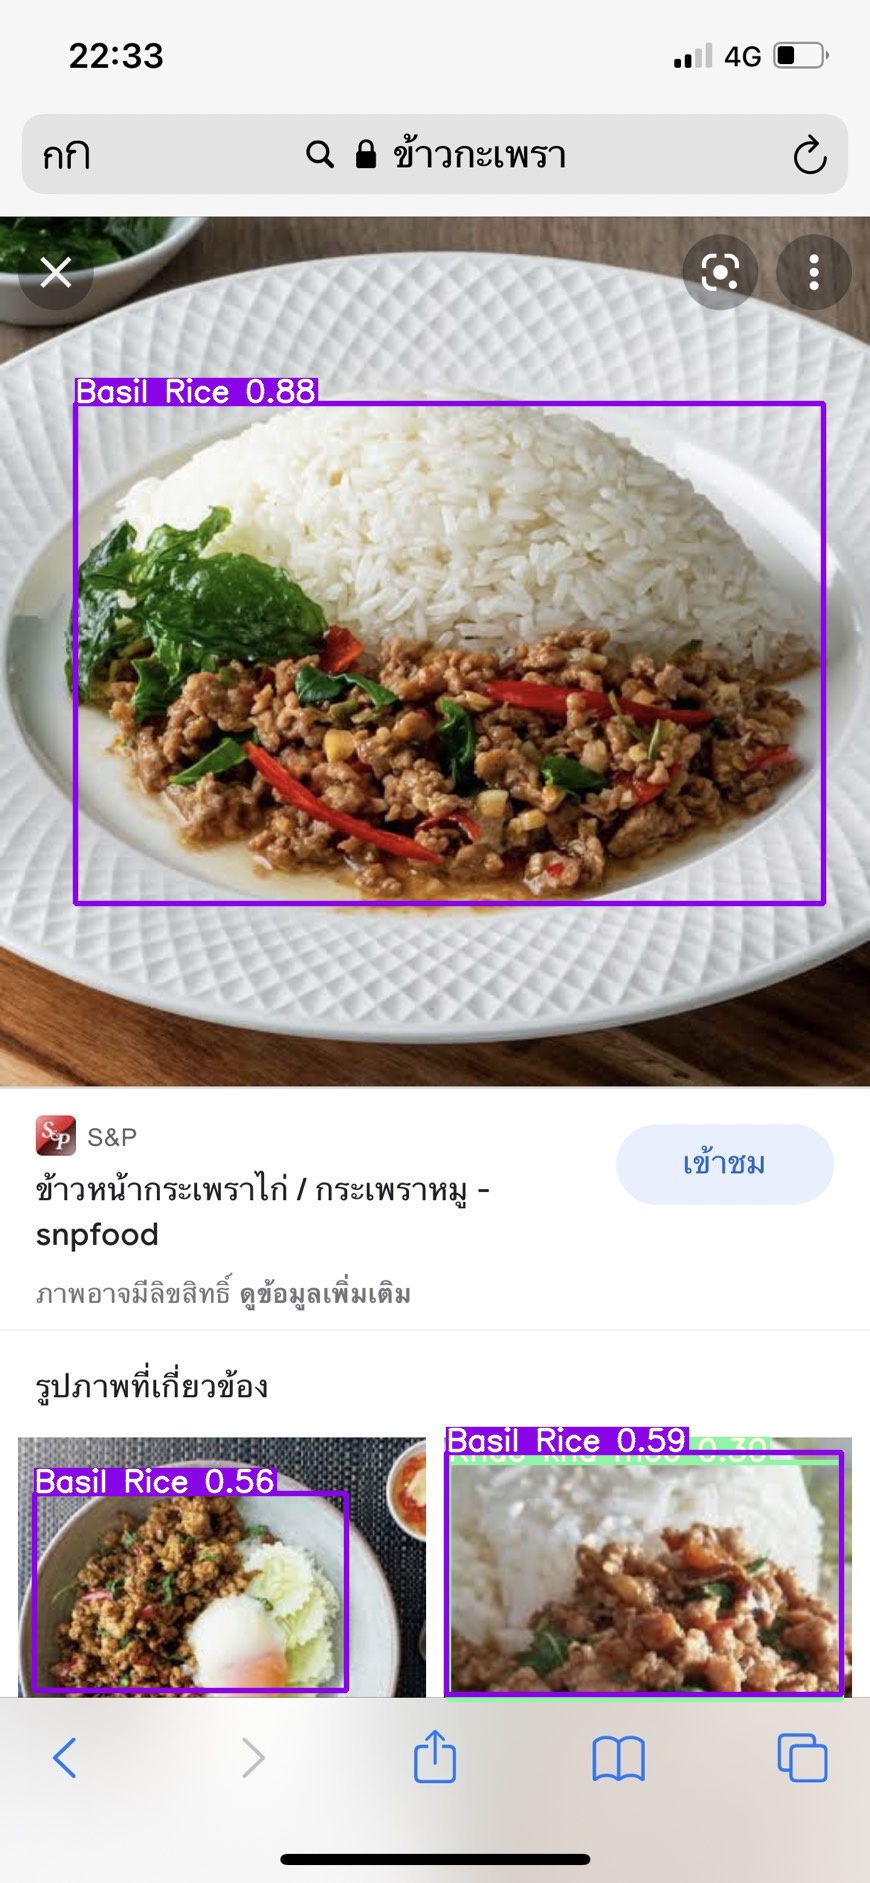 22:33
4G
กก
ข้าวกะเพรา
Basil Rice 0.88
S&P
S&P
ข้าวหน้ากระเพราไก่ / กระเพราหมู -
snpfood
เข้าชม
ภาพอาจมีลิขสิทธิ์ ดูข้อมูลเพิ่มเติม
รูปภาพที่เกี่ยวข้อง
Basil Rice 0.59
0.30
Basil Rice 0.56